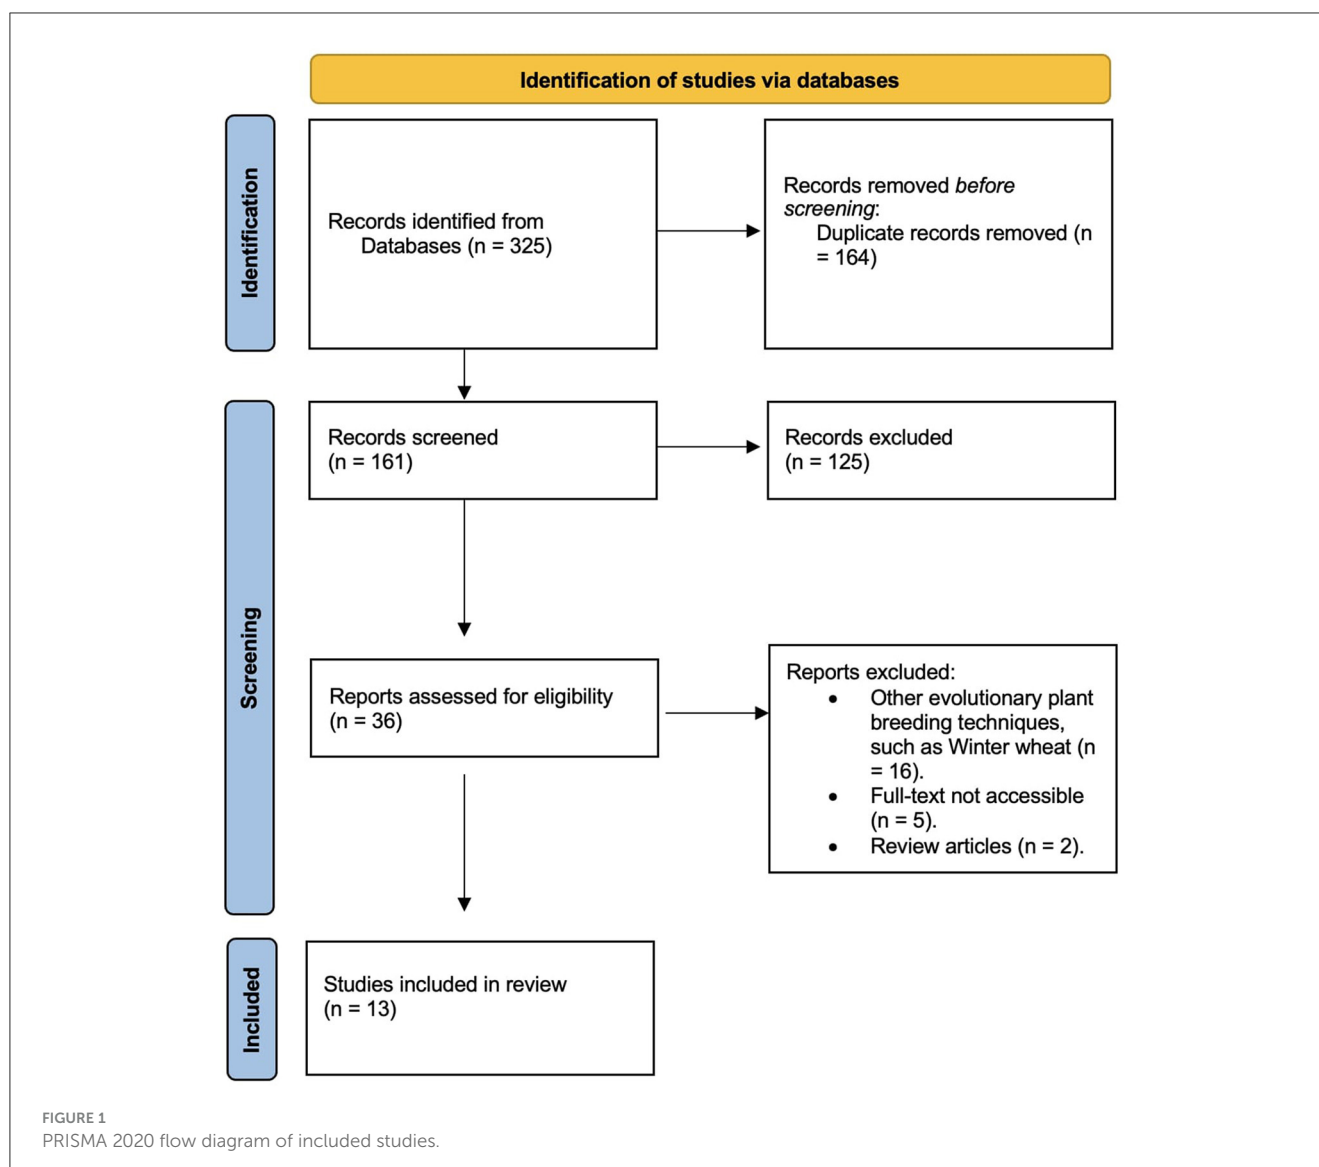 Identification of studies via databases
Identification
Records identified from
Databases (n = 325)
Records removed before
screening:
Duplicate records removed (n
= 164)
Screening
Records screened
(n = 161)
Records excluded
(n = 125)
Reports assessed for eligibility
(n = 36)
Reports excluded:
• Other evolutionary plant
breeding techniques,
such as Winter wheat (n
= 16).
• Full-text not accessible
(n = 5).
• Review articles (n = 2).
Included
Studies included in review
(n = 13)
FIGURE 1
PRISMA 2020 flow diagram of included studies.